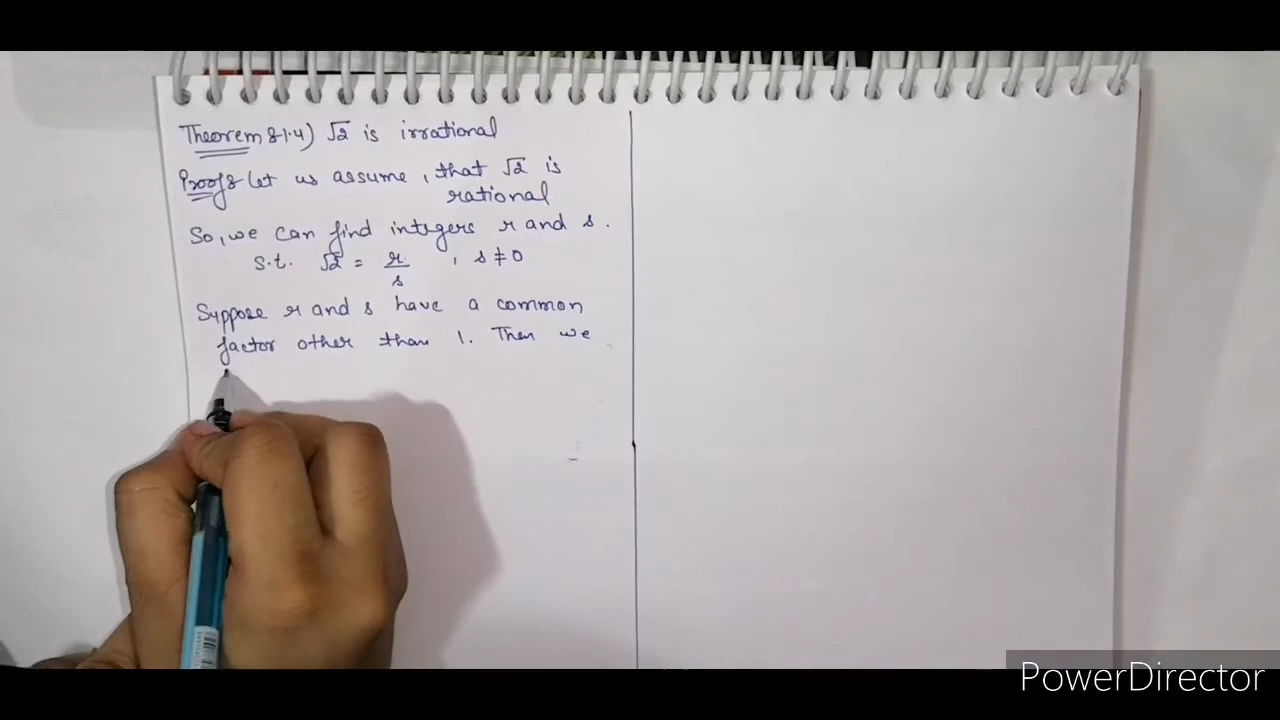 Theorem 8 1.4) √2 is irrational
Proof 8 Let us assume, that √2 is
rational
So, we can find integers r and s.
s.t. √2 = r/s , s ≠ 0
Suppose r and s have a common
factor other than 1. Then we
PowerDirector